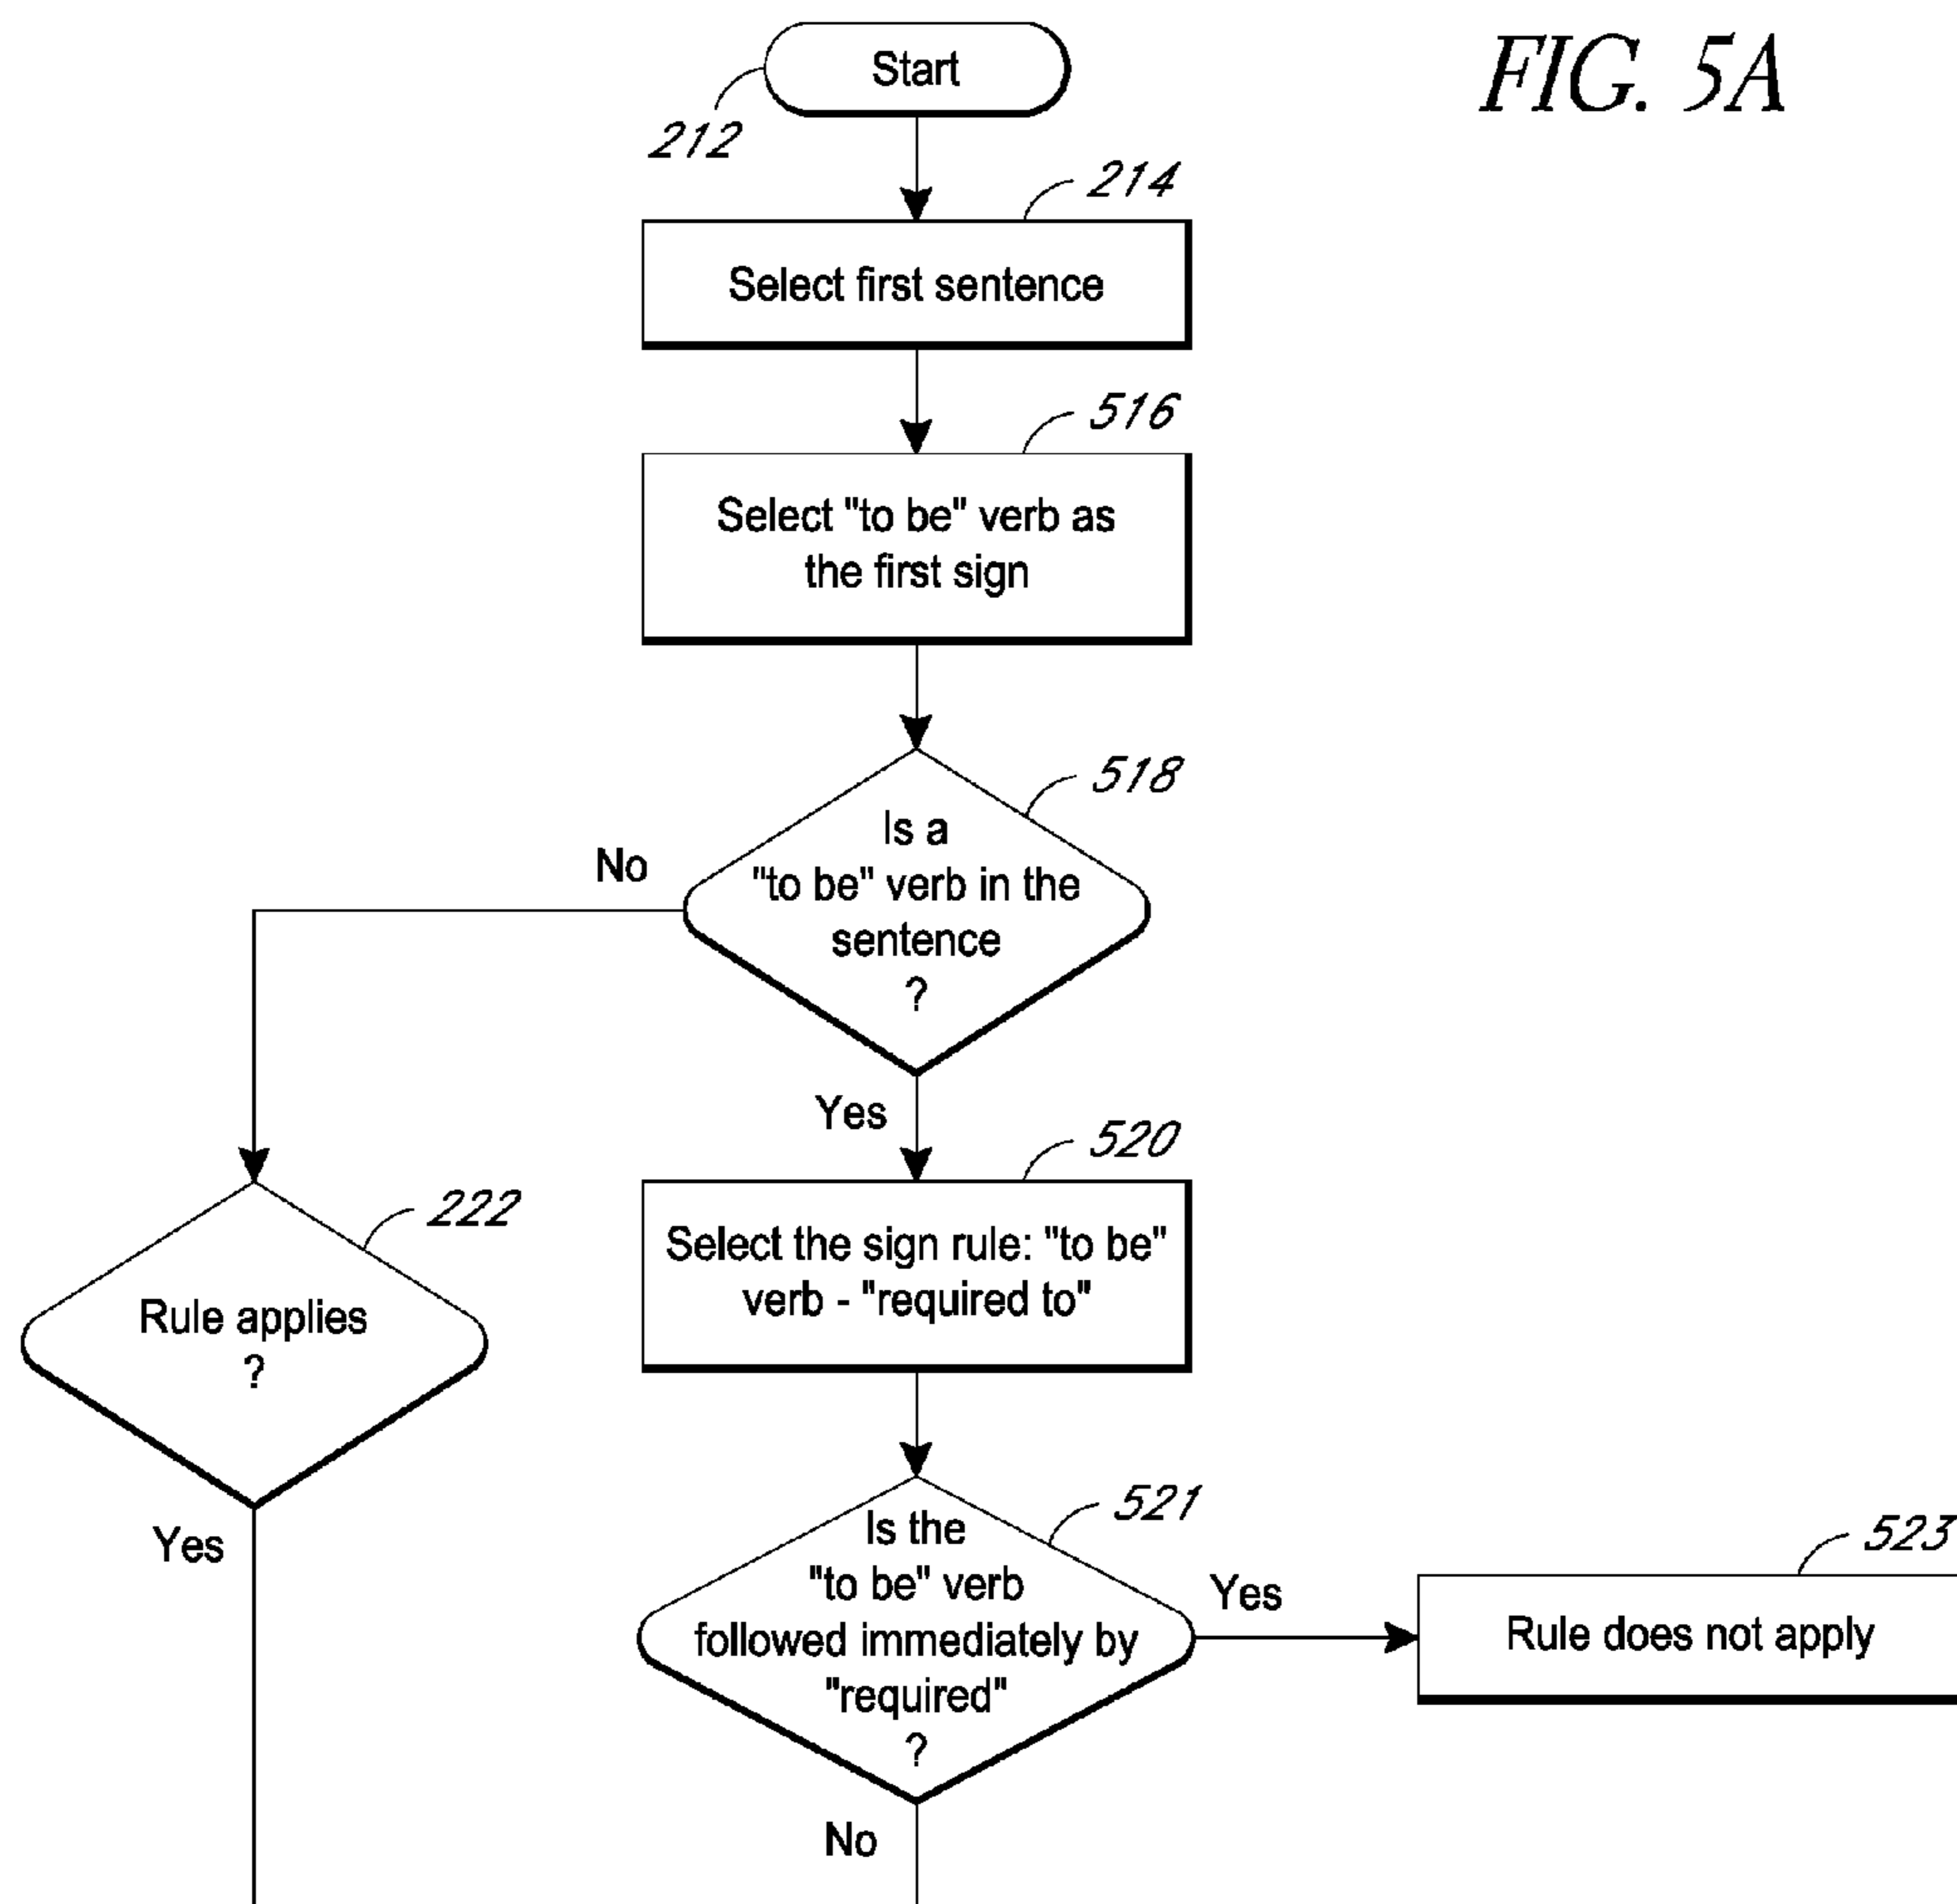 FIG. 5A
Start
212
214
Select first sentence
516
Select "to be" verb as
the first sign
518
Is a
"to be" verb in the
sentence
?
No
Yes
520
222
Select the sign rule: "to be"
verb - "required to"
Rule applies
?
Yes
521
Is the
"to be" verb
followed immediately by
"required"
?
Yes
523
Rule does not apply
No